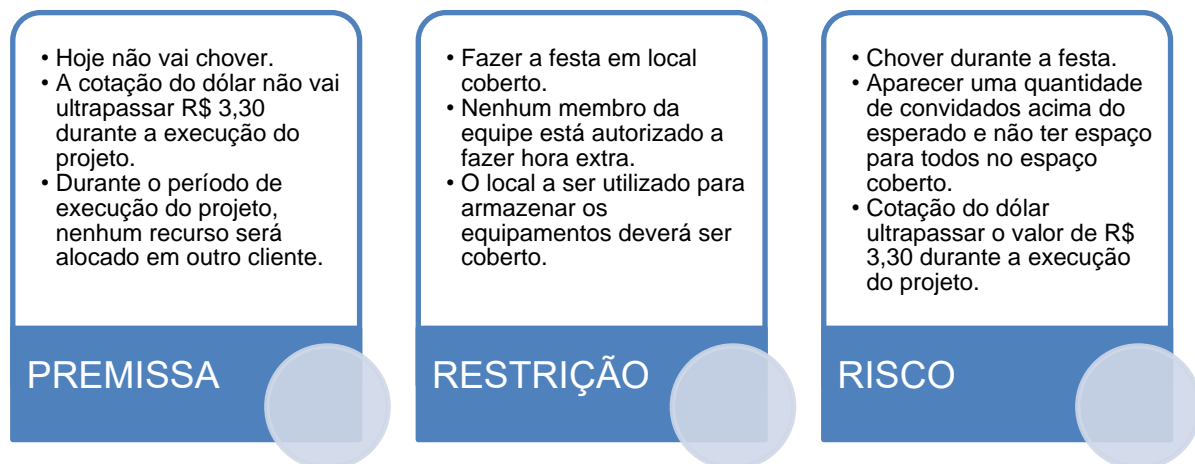 • Hoje não vai chover.
• A cotação do dólar não vai
ultrapassar R$ 3,30
durante a execução do
projeto.
• Durante o período de
execução do projeto,
nenhum recurso será
alocado em outro cliente.
PREMISSA
• Fazer a festa em local
coberto.
• Nenhum membro da
equipe está autorizado a
fazer hora extra.
• O local a ser utilizado para
armazenar os
equipamentos deverá ser
coberto.
RESTRIÇÃO
• Chover durante a festa.
• Aparecer uma quantidade
de convidados acima do
esperado e não ter espaço
para todos no espaço
coberto.
• Cotação do dólar
ultrapassar o valor de R$
3,30 durante a execução
do projeto.
RISCO